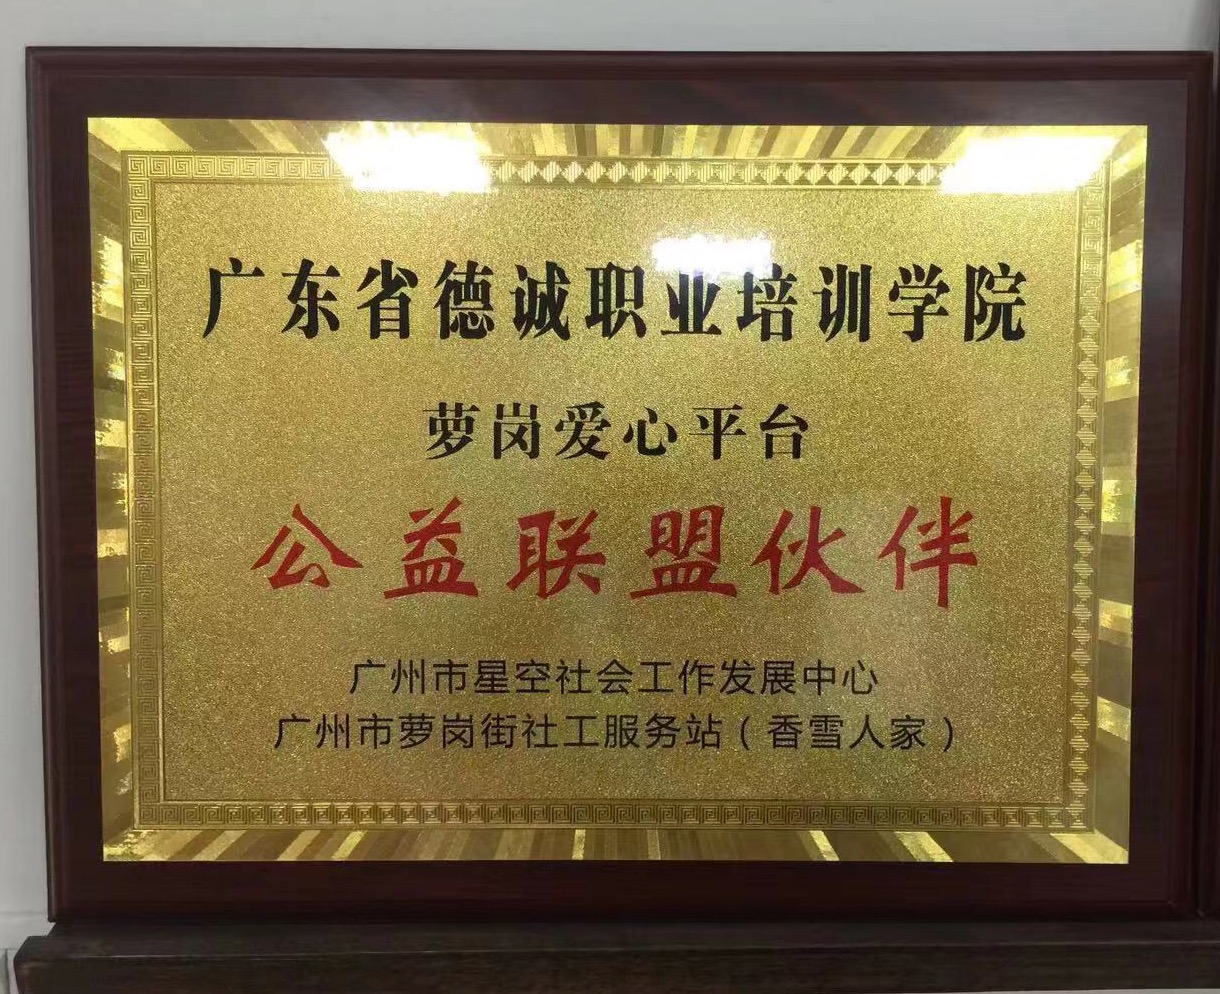 广东省德诚职业培训学院
萝岗爱心平台
公益联盟伙伴
广州市星空社会工作发展中心
广州市萝岗街社工服务站（香雪人家）